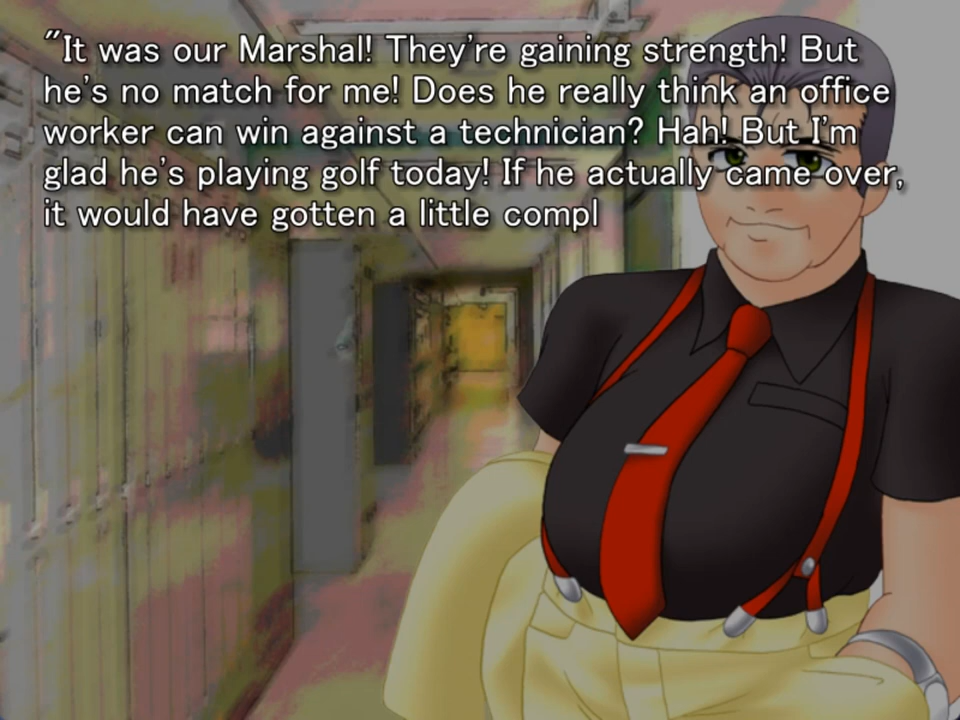 "It was our Marshal! They're gaining strength! But
he's no match for me! Does he really think an office
worker can win against a technician? Hah! But I'm
glad he's playing golf today! If he actually came over,
it would have gotten a little compl